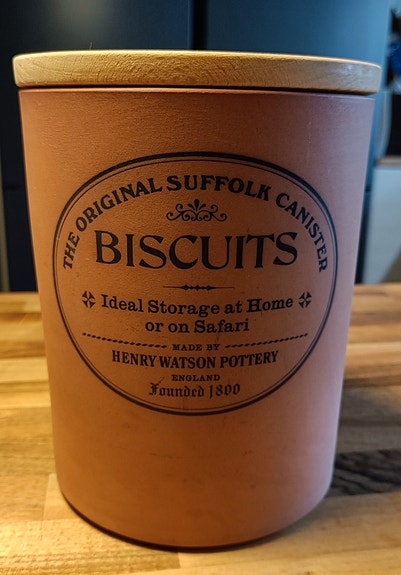 THE ORIGINAL SUFFOLK CANISTER
BISCUITS
Ideal Storage at Home
or on Safari
MADE BY
HENRY WATSON POTTERY
ENGLAND
Founded 1800